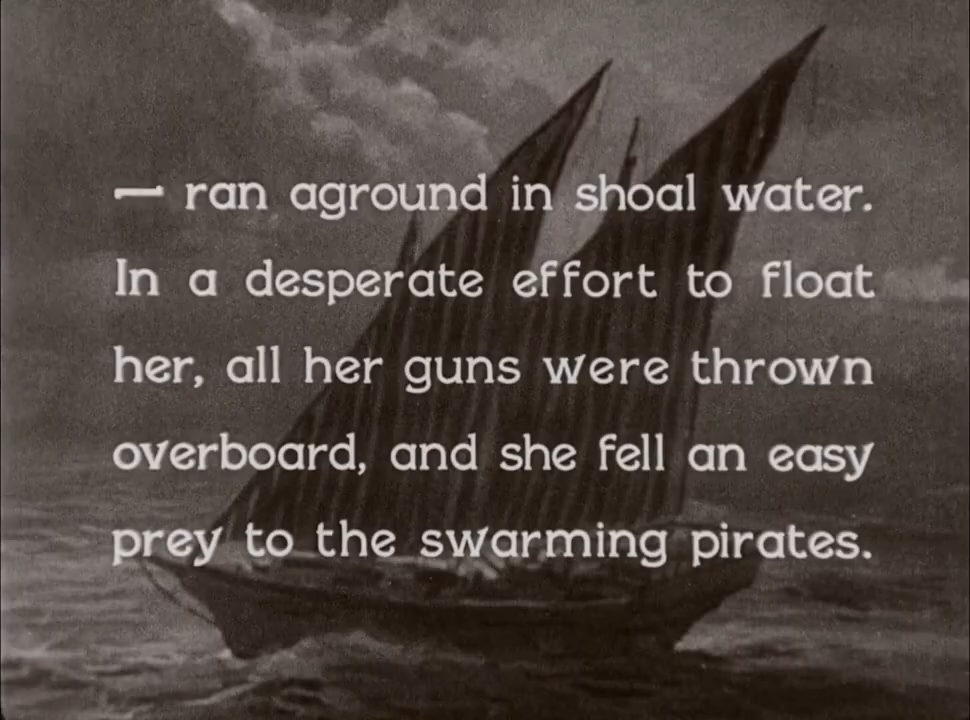 — ran aground in shoal water.
In a desperate effort to float
her, all her guns were thrown
overboard, and she fell an easy
prey to the swarming pirates.